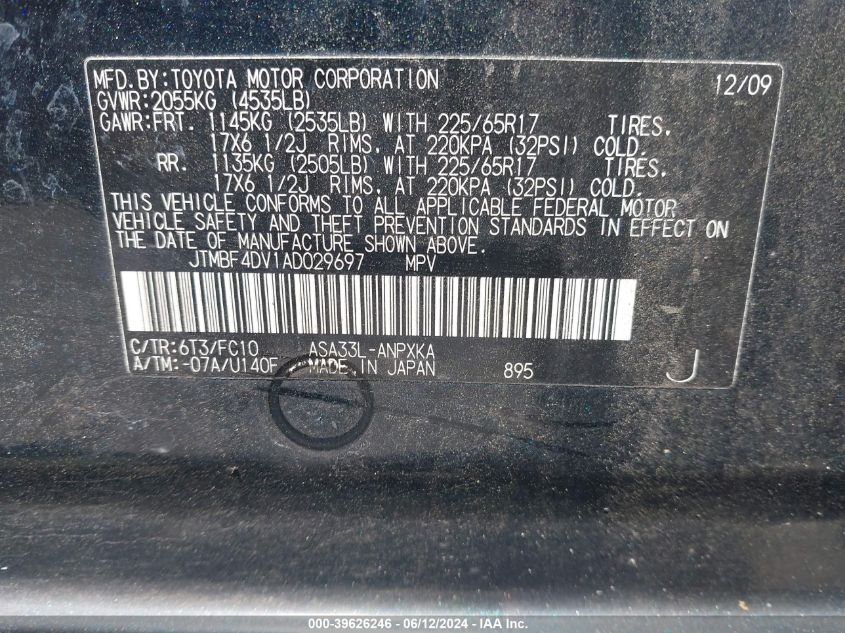 MFD.BY:TOYOTA MOTOR CORPORATION 12/09
GVWR:2055KG (4535LB)
GAWR:FRT. 1145KG (2535LB) WITH 225/65R17 TIRES.
17X6 1/2J RIMS. AT 220KPA (32PSI) COLD.
RR. 1135KG (2505LB) WITH 225/65R17 TIRES.
17X6 1/2J RIMS. AT 220KPA (32PSI) COLD.
THIS VEHICLE CONFORMS TO ALL APPLICABLE FEDERAL MOTOR
VEHICLE SAFETY AND THEFT PREVENTION STANDARDS IN EFFECT ON
THE DATE OF MANUFACTURE SHOWN ABOVE.
JTMBF4DV1AD029697 MPV
C/TR:6T3/FC10 ASA33L-ANPXKA
A/TM:-07A/U140F MADE IN JAPAN 895 J
000-39626246 - 06/12/2024 - IAA Inc.